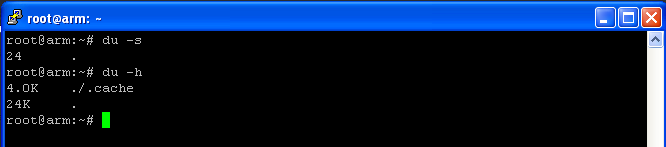 root@arm: ~
root@arm:~# du -s
24      .
root@arm:~# du -h
4.0K    ./.cache
24K     .
root@arm:~#